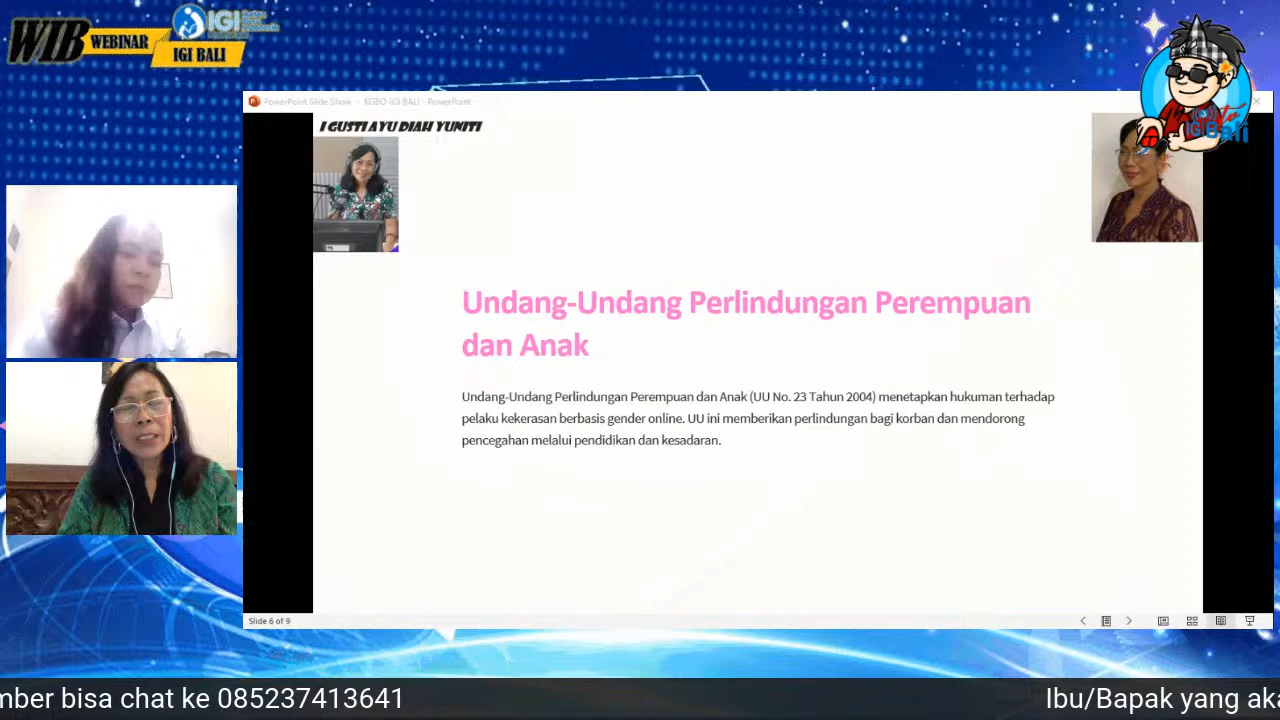 WIB WEBINAR
IGI BALI
IGI
PowerPoint Slide Show - KGBO-IGI BALI - PowerPoint
I GUSTI AYU DIAH YUNITI
IGI Bali
Undang-Undang Perlindungan Perempuan
dan Anak
Undang-Undang Perlindungan Perempuan dan Anak (UU No. 23 Tahun 2004) menetapkan hukuman terhadap
pelaku kekerasan berbasis gender online. UU ini memberikan perlindungan bagi korban dan mendorong
pencegahan melalui pendidikan dan kesadaran.
Slide 6 of 9
mber bisa chat ke 085237413641
Ibu/Bapak yang aka